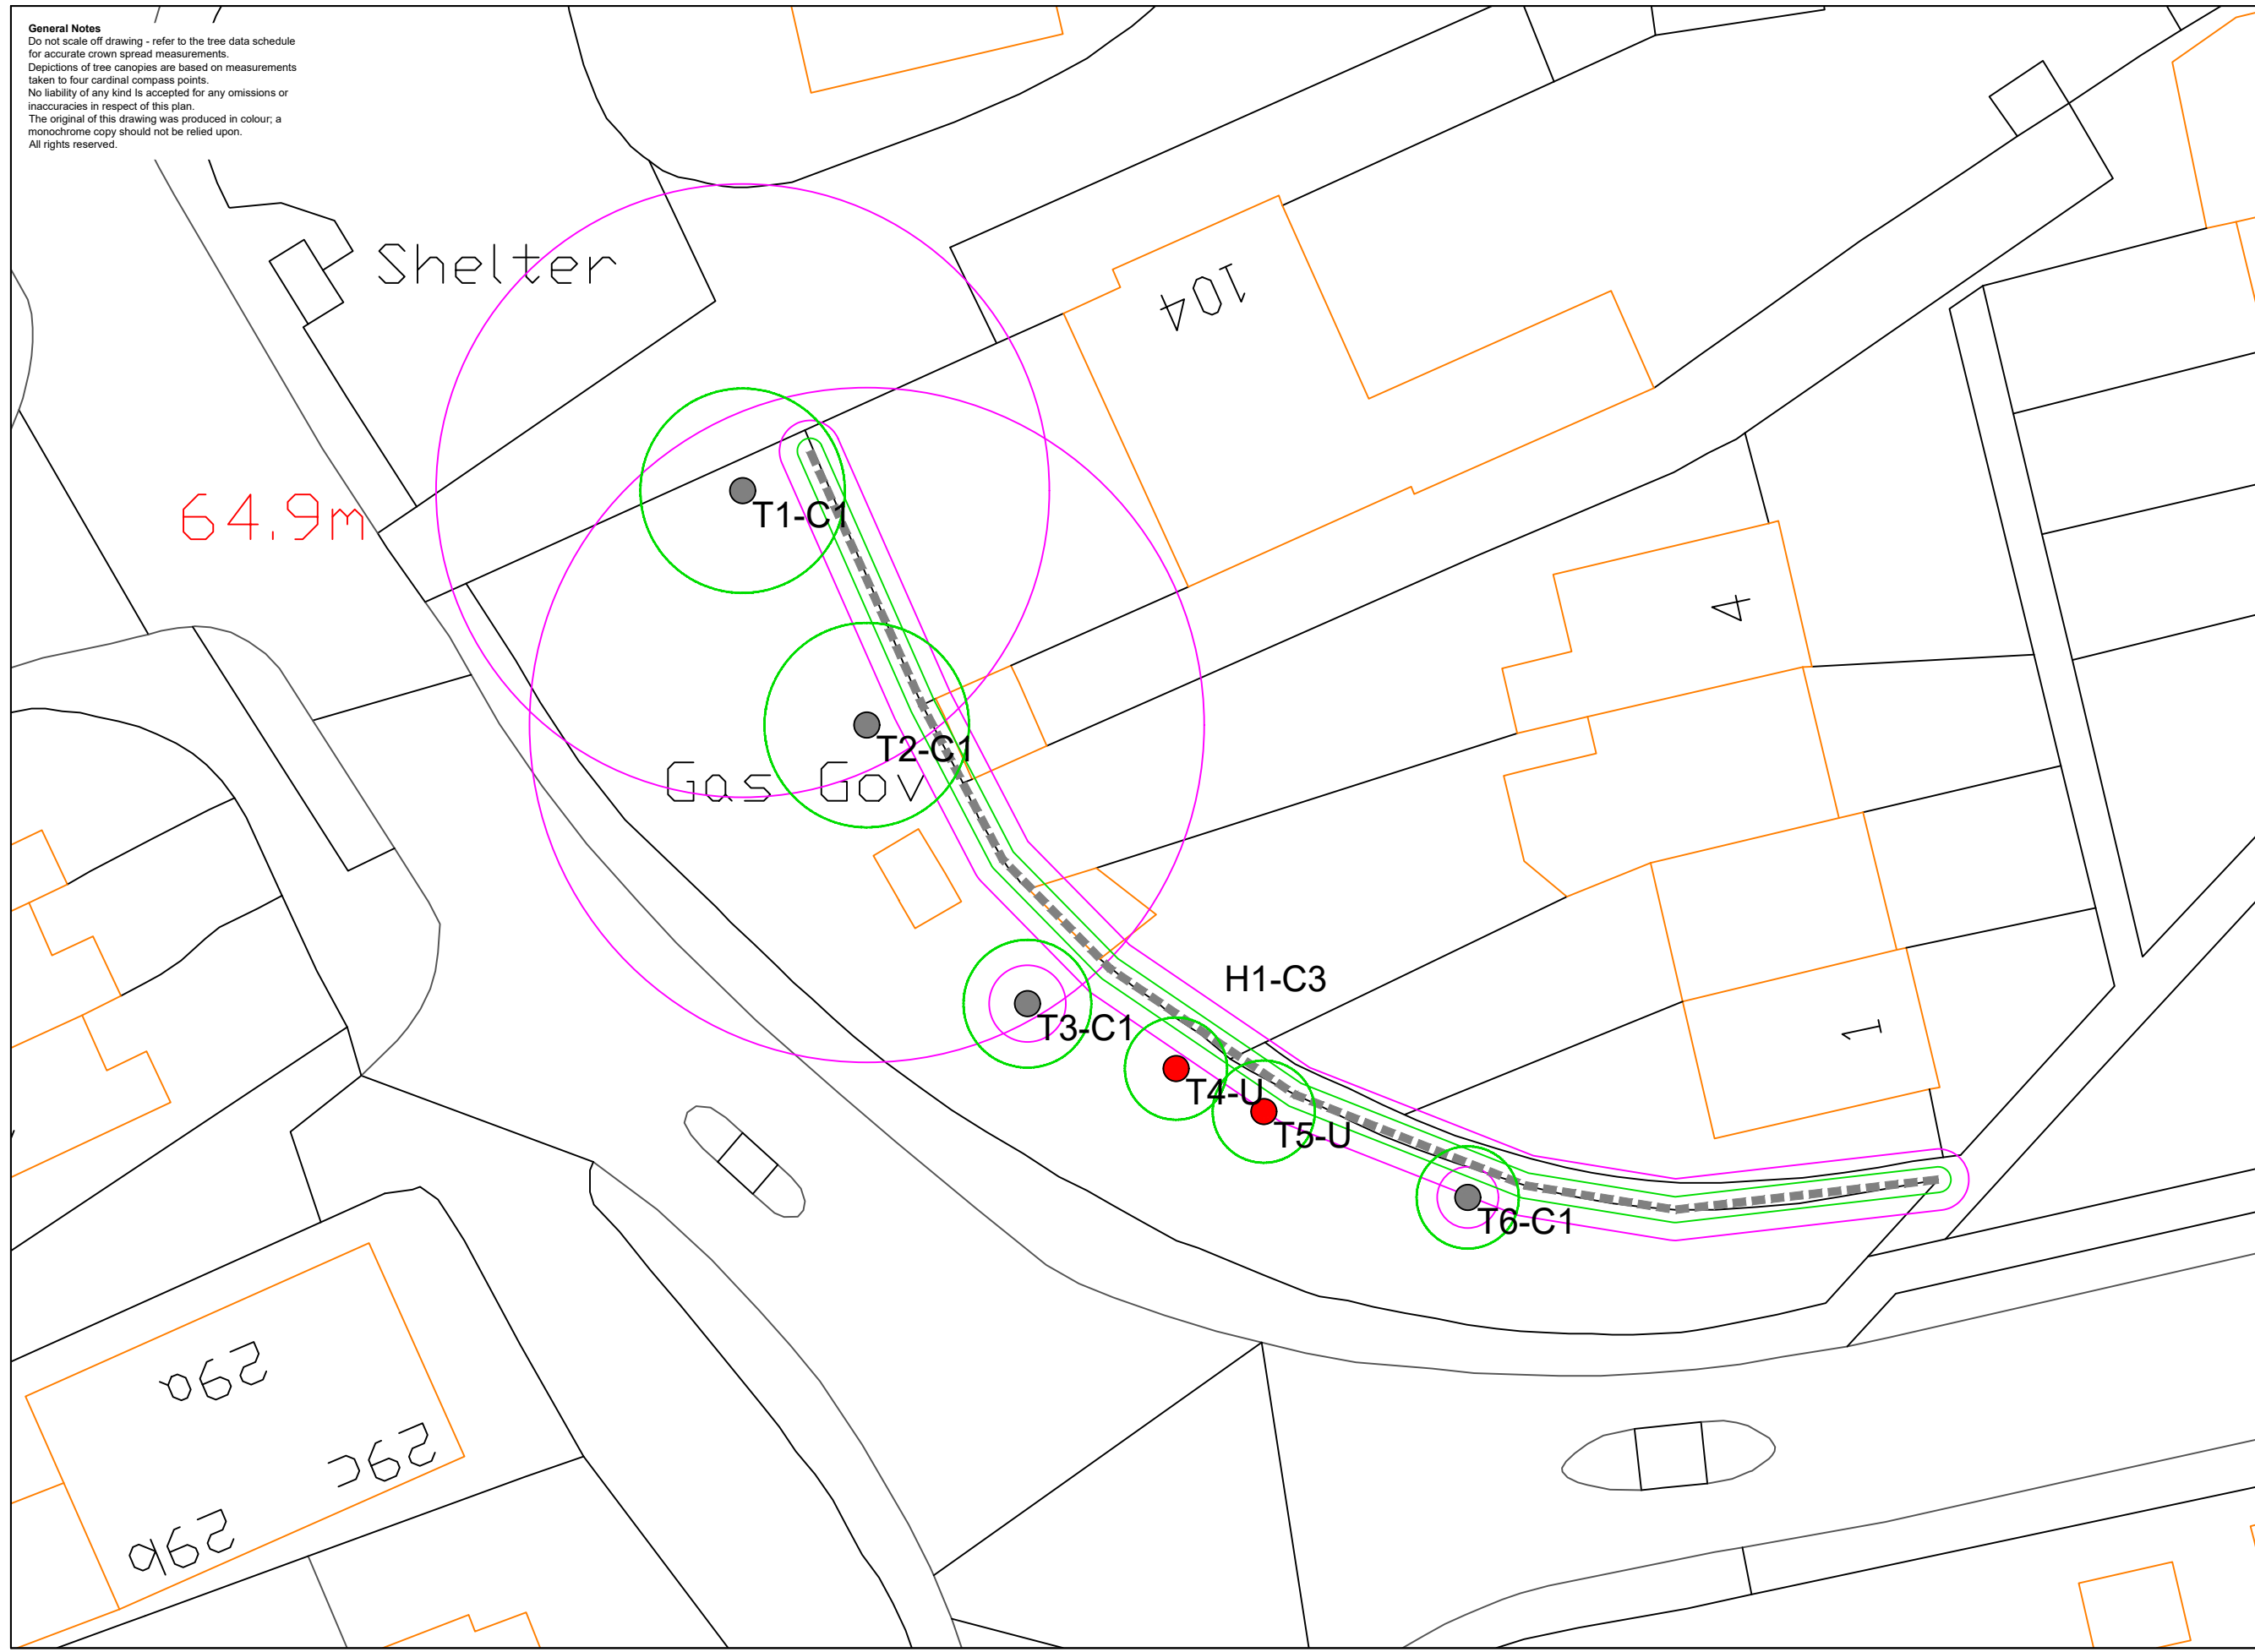 General Notes
Do not scale off drawing - refer to the tree data schedule
for accurate crown spread measurements.
Depictions of tree canopies are based on measurements
taken to four cardinal compass points.
No liability of any kind Is accepted for any omissions or
inaccuracies in respect of this plan.
The original of this drawing was produced in colour; a
monochrome copy should not be relied upon.
All rights reserved.
Shelter
104
64.9m
T1-C1
4
T2-C1
Gas Gov
H1-C3
T3-C1
1
T4-U
T5-U
T6-C1
29a
29c
29b